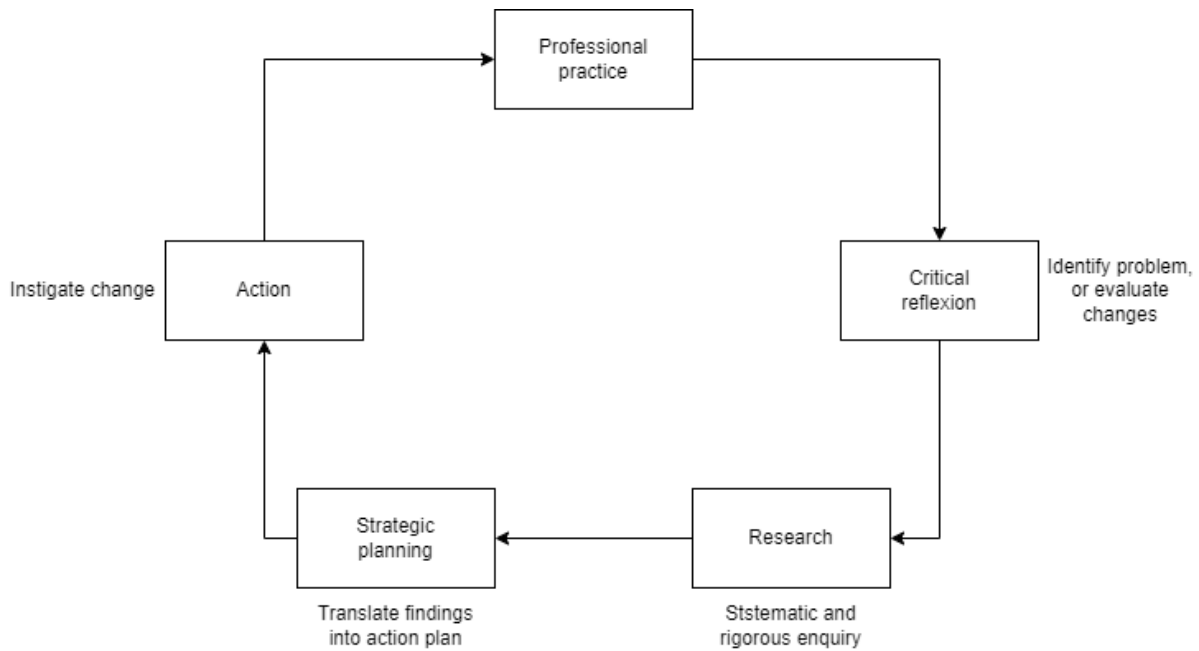 Professional
practice
Instigate change
Action
Critical
reflexion
Identify problem,
or evaluate
changes
Strategic
planning
Research
Translate findings
into action plan
Ststematic and
rigorous enquiry